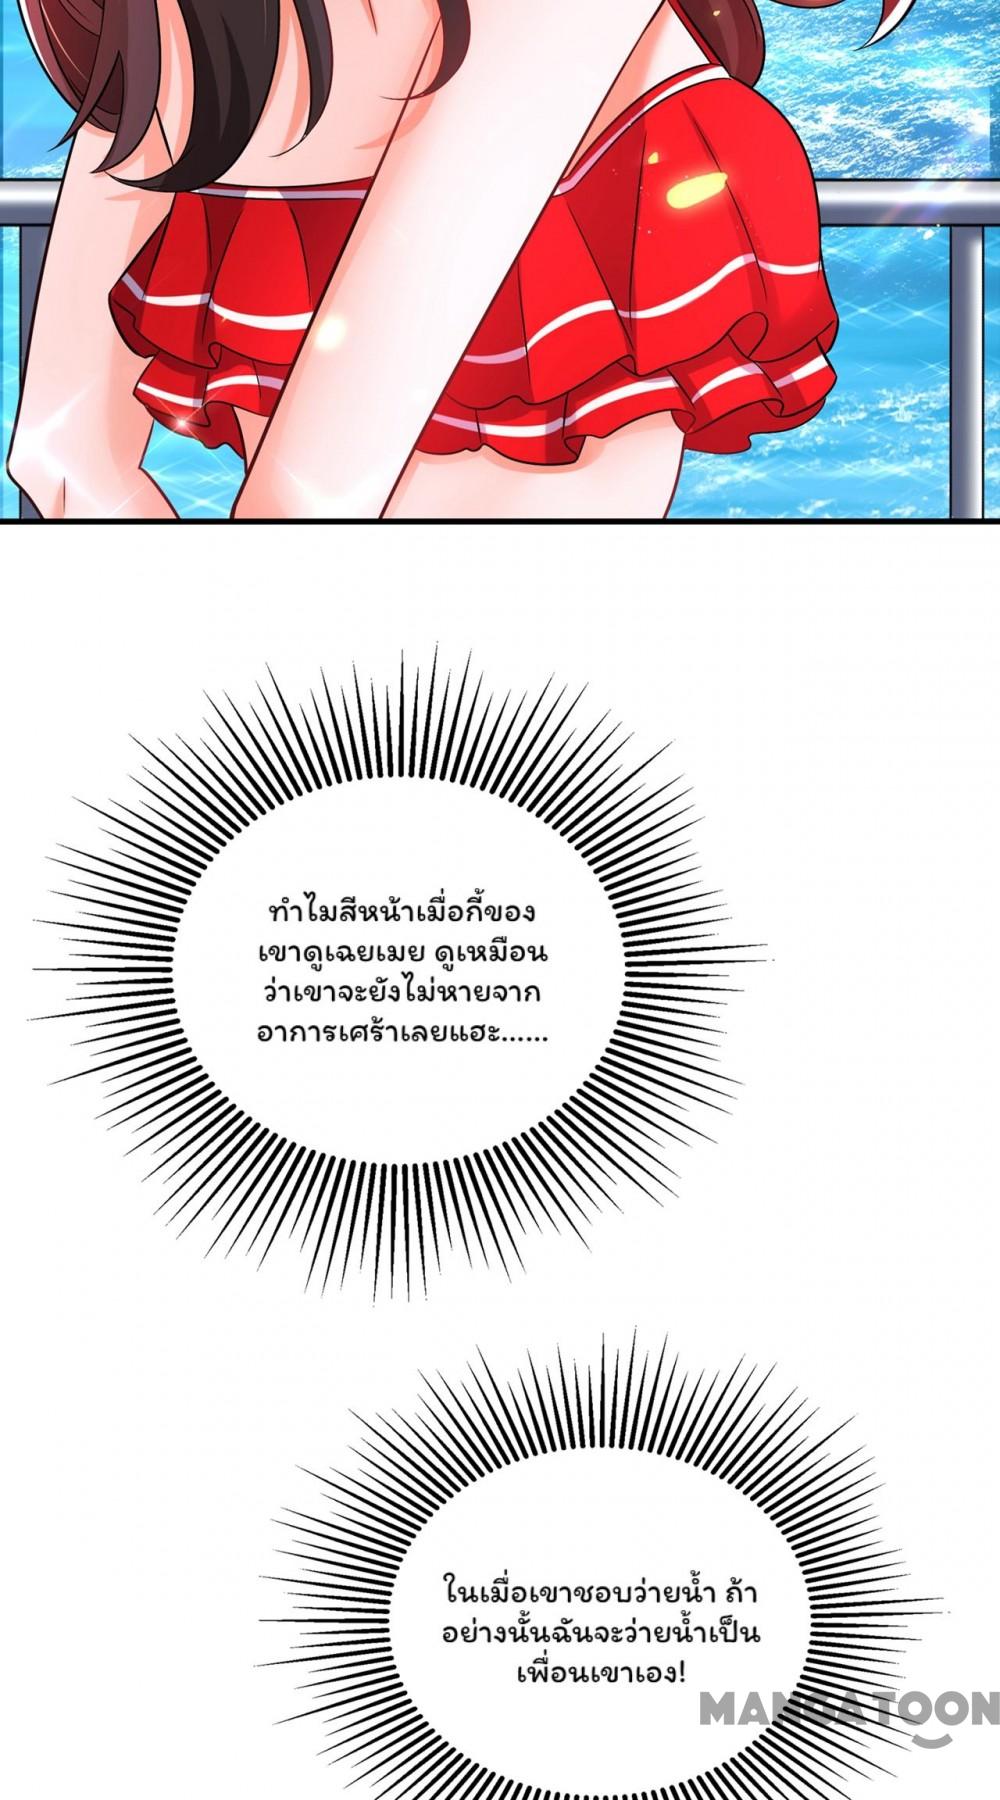 ทำไมสีหน้าเมื่อกี้ของ
เขาดูเฉยเมย ดูเหมือน
ว่าเขาจะยังไม่หายจาก
อาการเศร้าเลยแฮะ......
ในเมื่อเขาชอบว่ายน้ำ ถ้า
อย่างนั้นฉันจะว่ายน้ำเป็น
เพื่อนเขาเอง!
MANGATOON